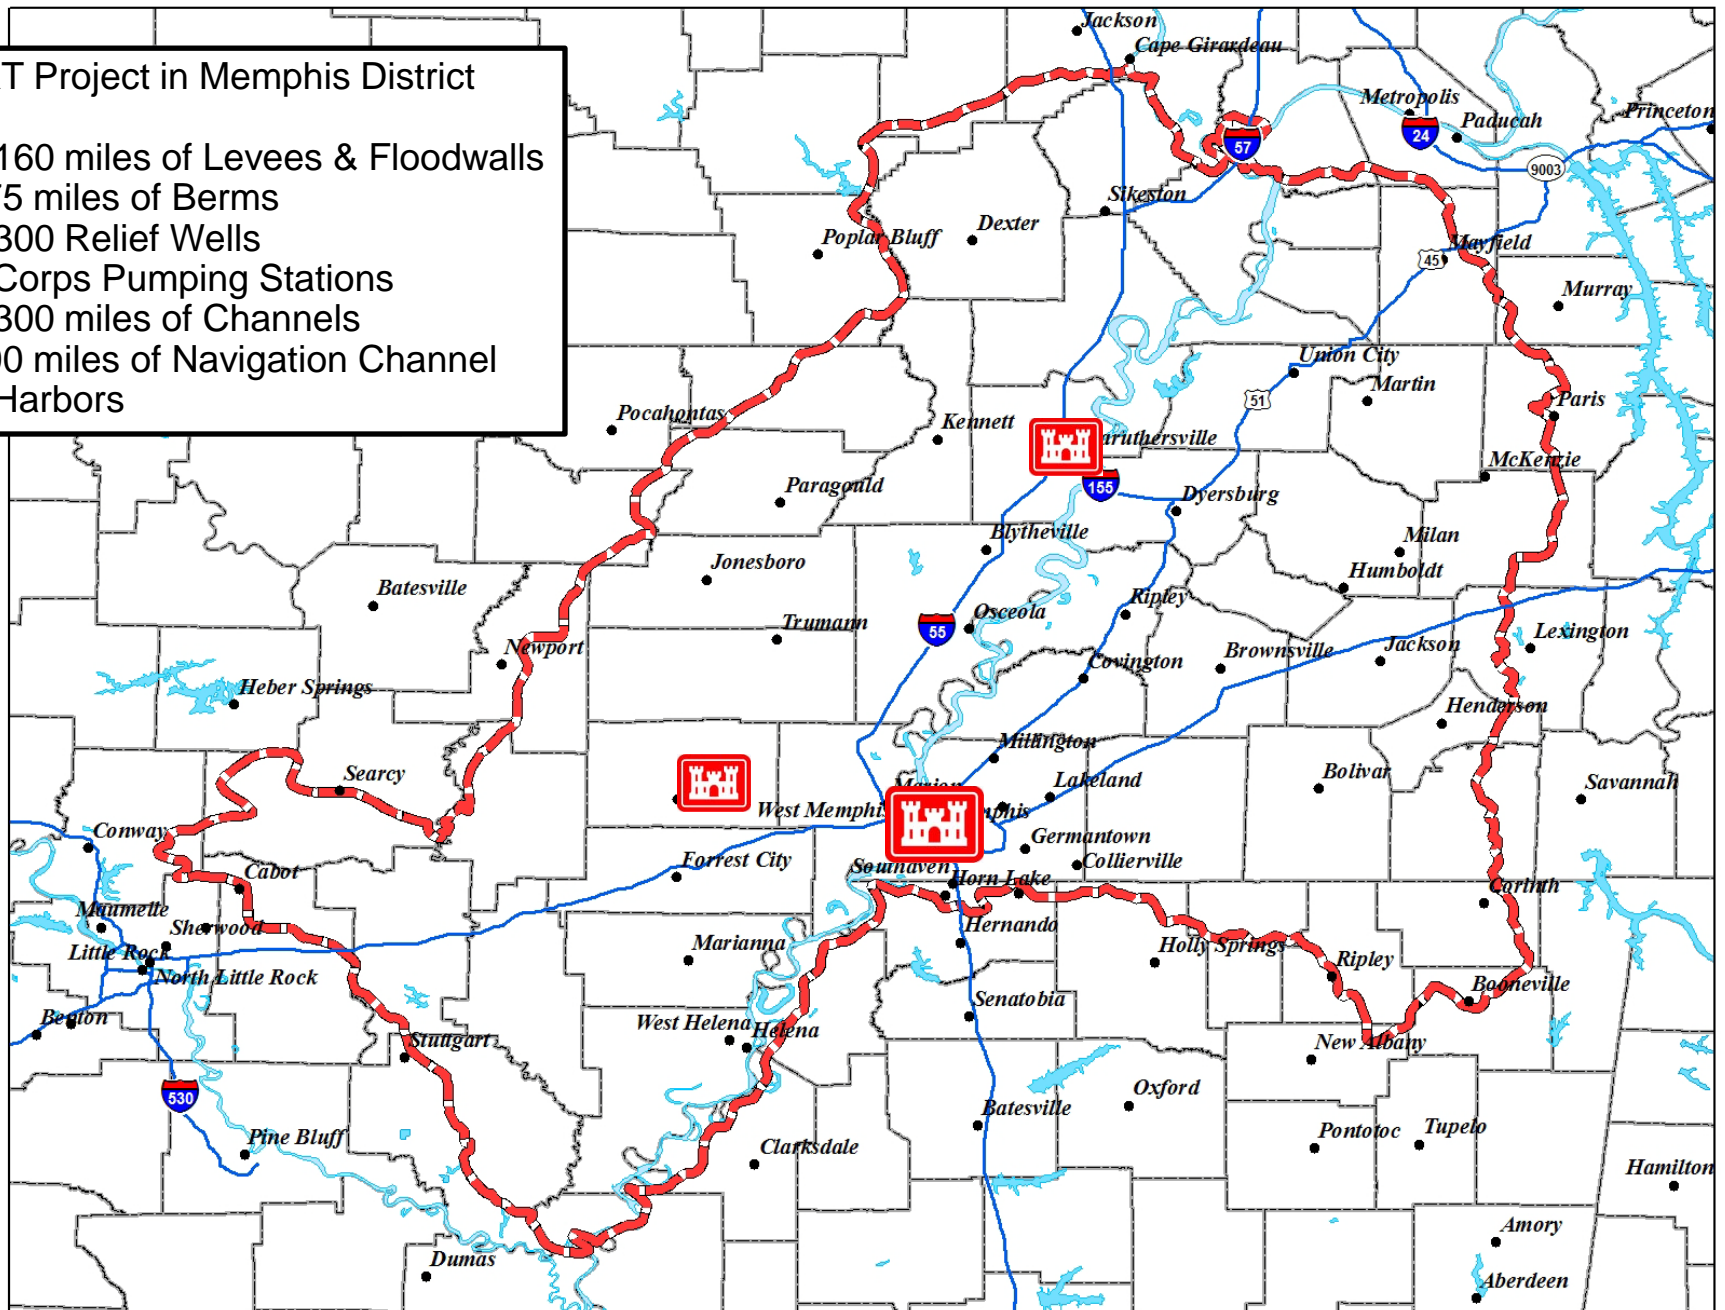 T Project in Memphis District
160 miles of Levees & Floodwalls
75 miles of Berms
300 Relief Wells
Corps Pumping Stations
300 miles of Channels
00 miles of Navigation Channel
Harbors
Jackson
Cape Girardeau
Metropolis
Paducah
Princeton
57
24
9003
Sikeston
Dexter
Poplar Bluff
Mayfield
45
Murray
Union City
Martin
51
Paris
Pocahontas
Kennett
aruthersville
McKenzie
155
Dyersburg
Paragould
Blytheville
Milan
Jonesboro
Humboldt
Batesville
Ripley
Osceola
55
Trumann
Lexington
Newport
Brownsville
Jackson
Covington
Heber Springs
Henderson
Millington
Searcy
Lakeland
Bolivar
Savannah
Marion
West Memphis
mphis
Conway
Germantown
Forrest City
Collierville
Cabot
Southaven
Horn Lake
Corinth
Maumelle
Sherwood
Hernando
Marianna
Holly Springs
Little Rock
Ripley
North Little Rock
Booneville
Senatobia
Benton
West Helena
Helena
Stuttgart
New Albany
530
Oxford
Batesville
Pine Bluff
Clarksdale
Pontotoc
Tupelo
Hamilton
Amory
Dumas
Aberdeen